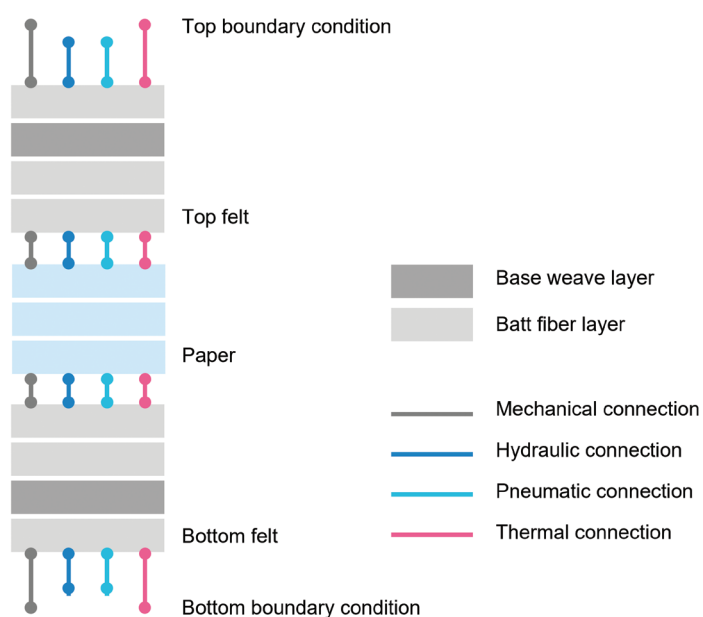 Top boundary condition
Top felt
Base weave layer
Batt fiber layer
Paper
Mechanical connection
Hydraulic connection
Pneumatic connection
Bottom felt
Thermal connection
Bottom boundary condition